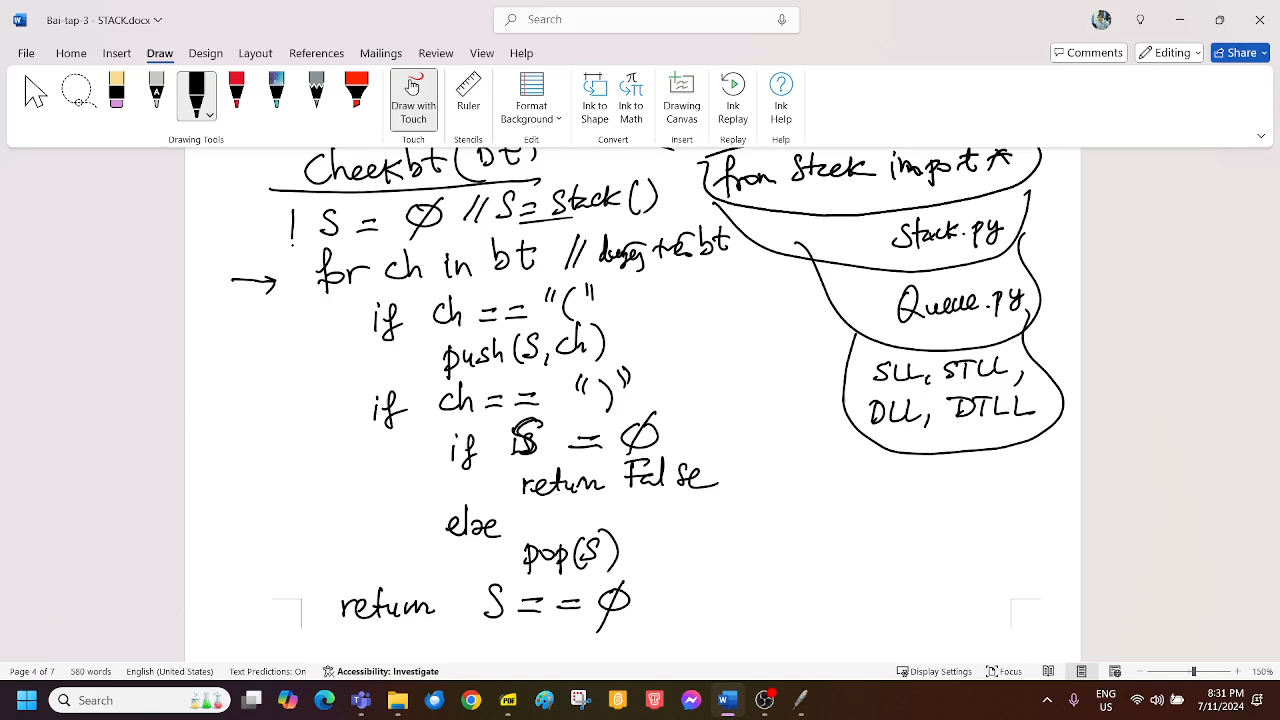 Bai-tap-3 - STACK.docx
Search
File Home Insert Draw Design Layout References Mailings Review View Help
Comments Editing Share
Draw with Touch
Ruler
Format Background
Ink to Shape
Ink to Math
Drawing Canvas
Ink Replay
Ink Help
Drawing Tools Touch Stencils Edit Convert Insert Replay Help
Checkbt(bt)
! S = ∅ // S = Stack()
for ch in bt // bt
if ch == "("
push(S, ch)
if ch == ")"
if S = ∅
return False
else
pop(S)
return S == ∅
from Stack import *
Stack.py
Queue.py
SLL, STLL,
DLL, DTLL
Page 4 of 7 580 words English (United States) Text Predictions: On Accessibility: Investigate Display Settings Focus 150%
Search
PDF
ENG
US
8:31 PM
7/11/2024